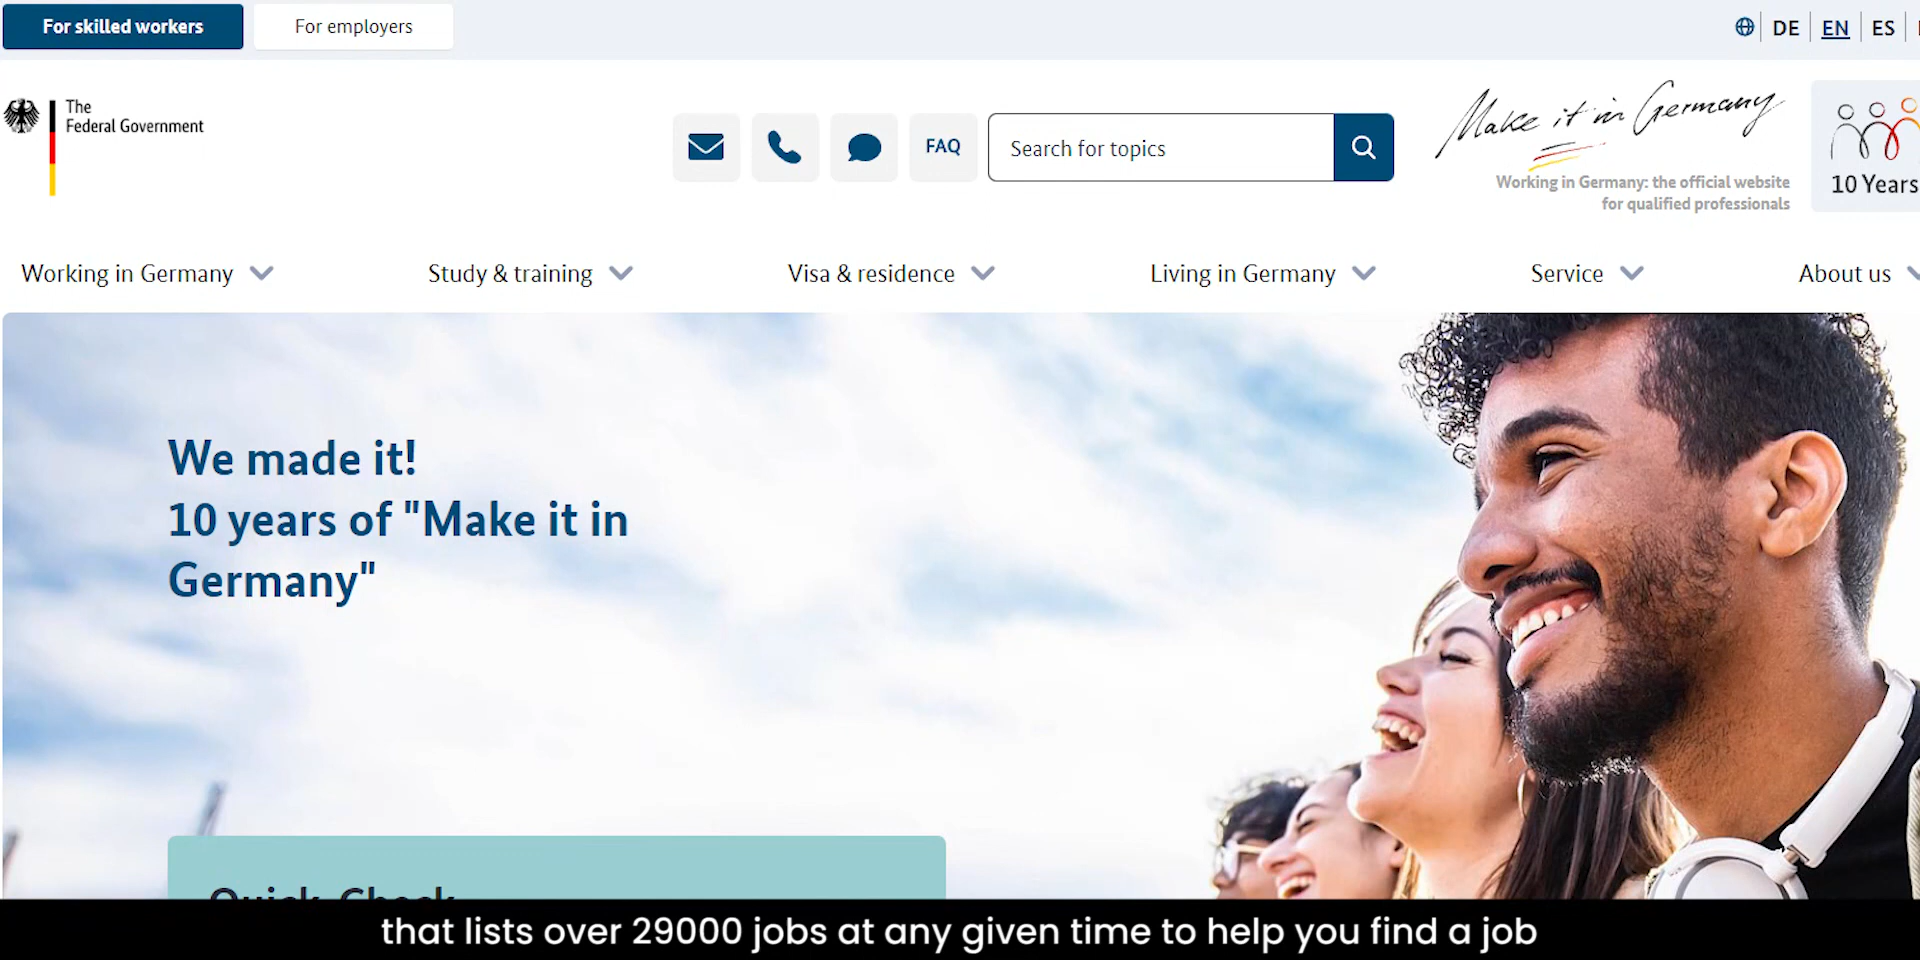 For skilled workers
For employers
DE
EN
ES
The
Federal Government
FAQ
Search for topics
Make it in Germany
Working in Germany: the official website
for qualified professionals
10 Years
Working in Germany
Study & training
Visa & residence
Living in Germany
Service
About us
We made it!
10 years of "Make it in
Germany"
Quick-Check
that lists over 29000 jobs at any given time to help you find a job